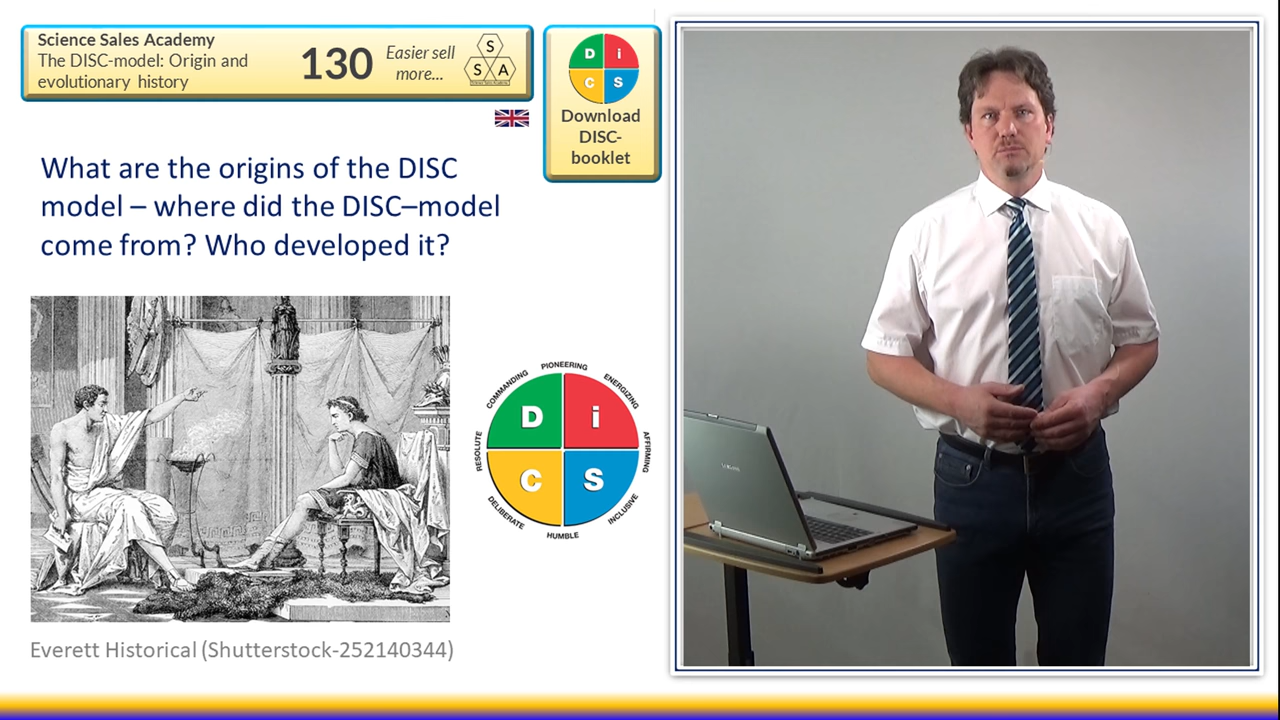 Science Sales Academy
The DISC-model: Origin and
evolutionary history
130
Easier sell
more...
S
S A
D i
C S
Download
DISC-
booklet
What are the origins of the DISC
model – where did the DISC–model
come from? Who developed it?
PIONEERING
COMMANDING
ENERGIZING
RESOLUTE
AFFIRMING
D i
C S
DELIBERATE
INCLUSIVE
HUMBLE
Everett Historical (Shutterstock-252140344)